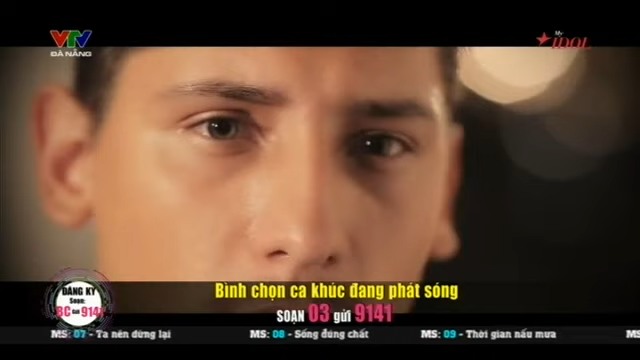 VTV
ĐÀ NẴNG
My
IDOL
ĐĂNG KÝ
Soạn:
BC Gửi 9141
Bình chọn ca khúc đang phát sóng
SOẠN 03 gửi 9141
MS: 07 - Ta nên dừng lại
MS: 08 - Sống đúng chất
MS: 09 - Thời gian nấu mưa